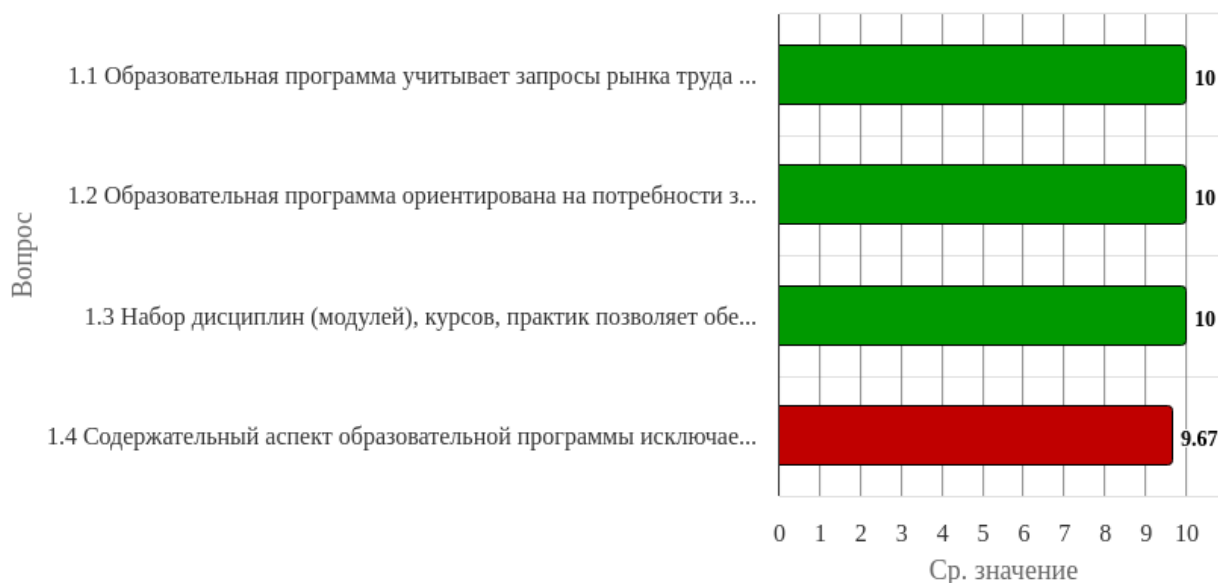 1.1 Образовательная программа учитывает запросы рынка труда ...
10
1.2 Образовательная программа ориентирована на потребности з...
10
Вопрос
1.3 Набор дисциплин (модулей), курсов, практик позволяет обе...
10
1.4 Содержательный аспект образовательной программы исключае...
9.67
0 1 2 3 4 5 6 7 8 9 10
Ср. значение